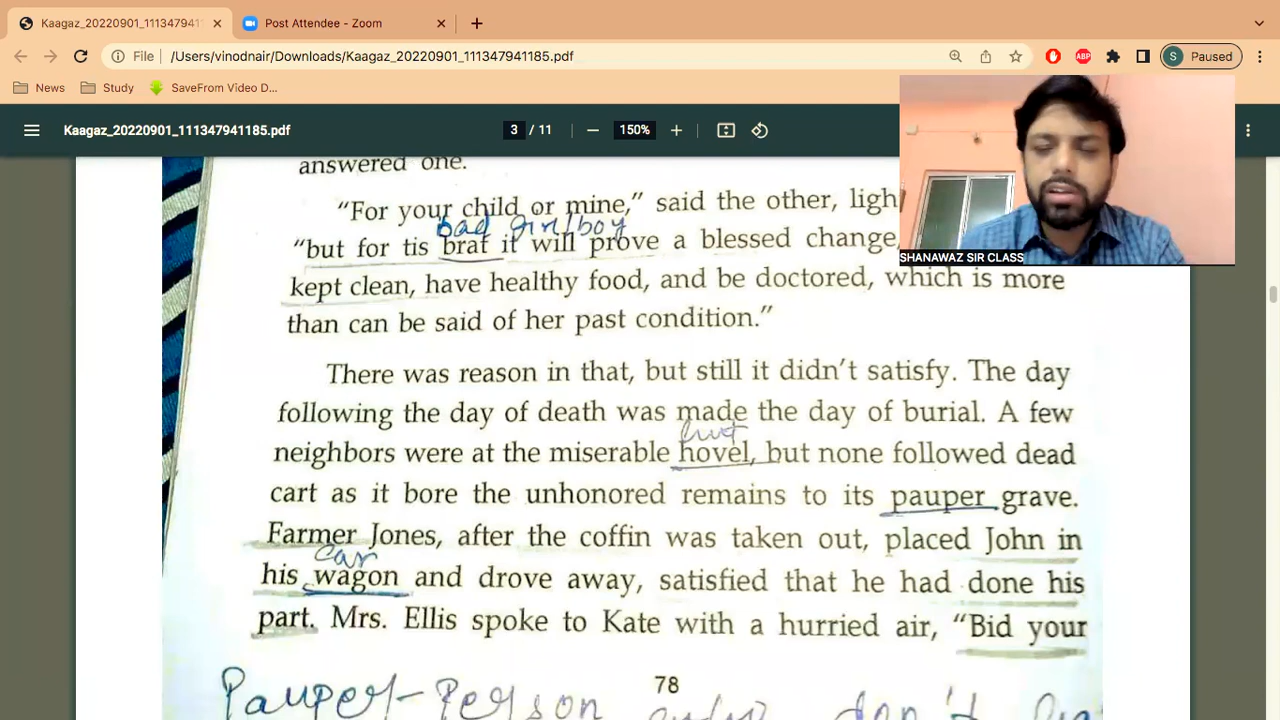 Kaagaz_20220901_1113479411
Post Attendee - Zoom
File
/Users/vinodnair/Downloads/Kaagaz_20220901_111347941185.pdf
ABP
S
Paused
News
Study
SaveFrom Video D...
Kaagaz_20220901_111347941185.pdf
3 / 11
150%
SHANAWAZ SIR CLASS
answered one.
"For your child or mine," said the other, ligh
bad girl/boy
"but for tis braf it will prove a blessed change,
kept clean, have healthy food, and be doctored, which is more
than can be said of her past condition."
There was reason in that, but still it didn't satisfy. The day
following the day of death was made the day of burial. A few
hut
neighbors were at the miserable hovel, but none followed dead
cart as it bore the unhonored remains to its pauper grave.
Farmer Jones, after the coffin was taken out, placed John in
car
his wagon and drove away, satisfied that he had done his
part. Mrs. Ellis spoke to Kate with a hurried air, "Bid your
78
Pauper - Person don't